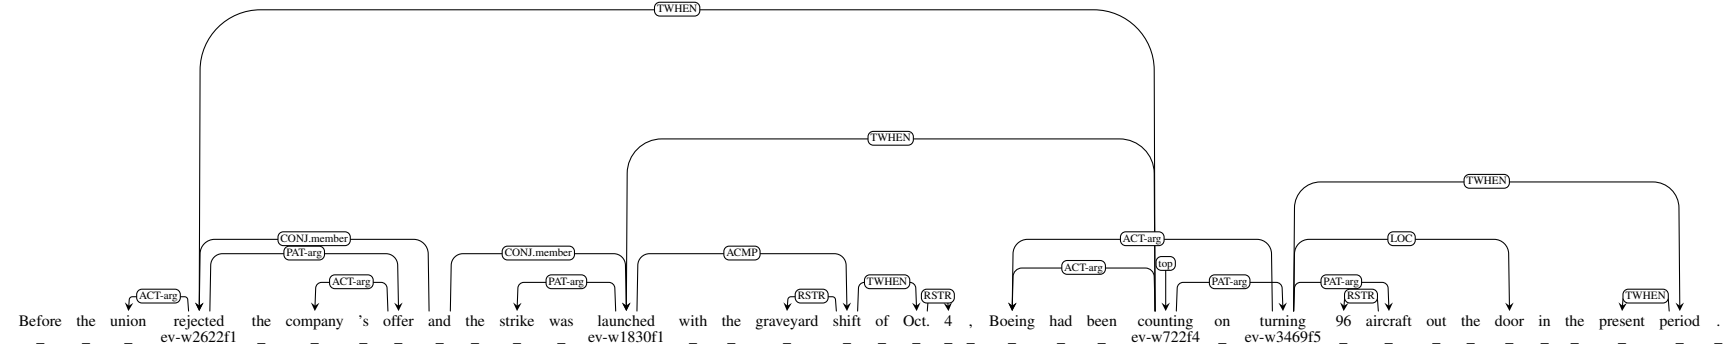 TWHEN
TWHEN
TWHEN
CONJ.member ACT-arg LOC
PAT-arg CONJ.member ACMP
ACT-arg top
ACT-arg PAT-arg TWHEN PAT-arg PAT-arg
ACT-arg RSTR RSTR RSTR TWHEN
Before the union rejected the company 's offer and the strike was launched with the graveyard shift of Oct. 4 , Boeing had been counting on turning 96 aircraft out the door in the present period .
_ _ _ ev-w2622f1 _ _ _ _ _ _ _ _ ev-w1830f1 _ _ _ _ _ _ _ _ _ _ _ ev-w722f4 _ ev-w3469f5 _ _ _ _ _ _ _ _ _ _